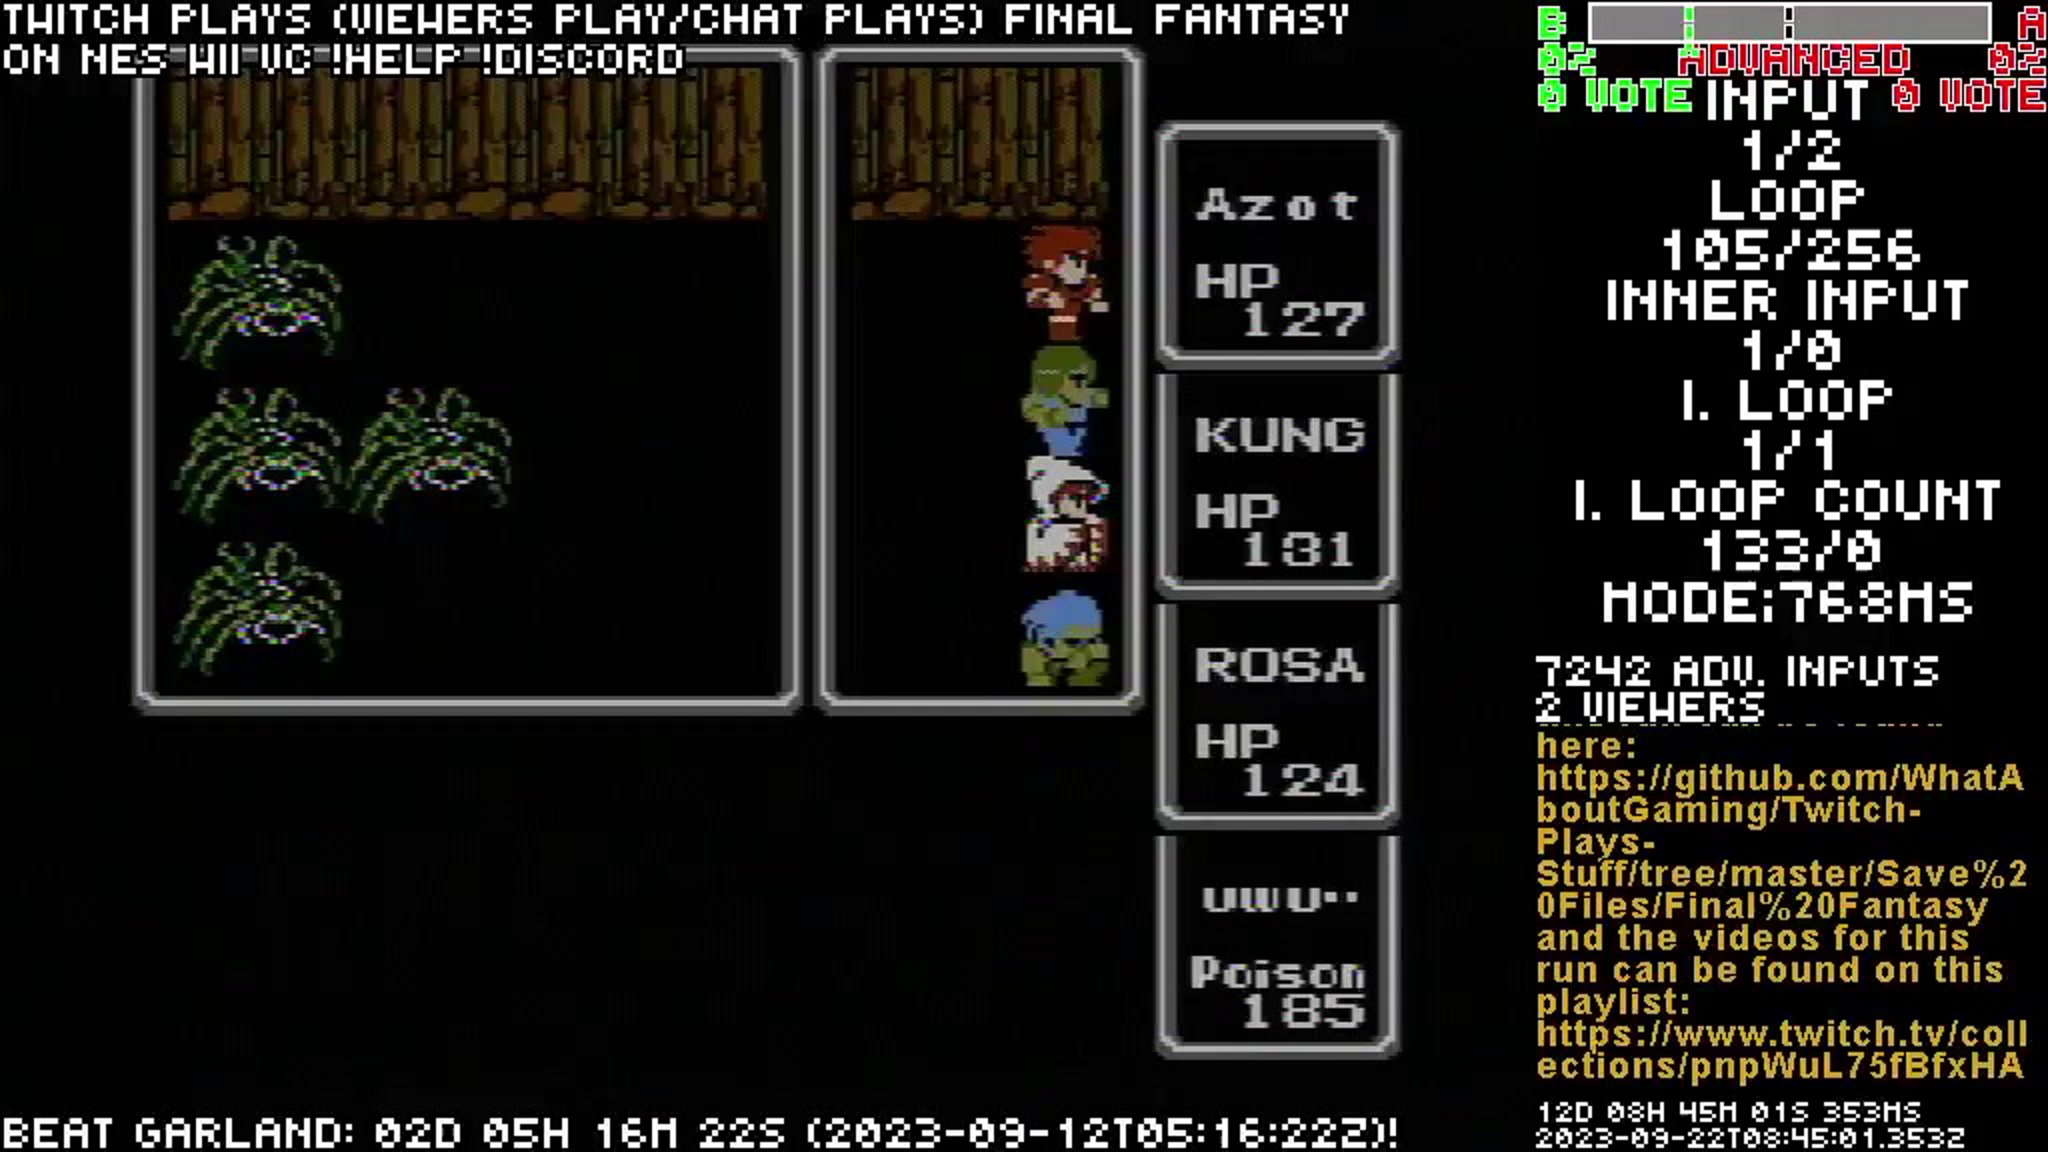 TWITCH PLAYS (VIEWERS PLAY/CHAT PLAYS) FINAL FANTASY
ON NES WII VC !HELP !DISCORD
Azot
HP
127
KUNG
HP
131
ROSA
HP
124
uwu..
Poison
185
B
A
0%
ADVANCED
0%
0 VOTE
INPUT
0 VOTE
1/2
LOOP
105/256
INNER INPUT
1/0
I. LOOP
1/1
I. LOOP COUNT
133/0
MODE:768MS
7242 ADV. INPUTS
2 VIEWERS
here:
https://github.com/WhatA
boutGaming/Twitch-
Plays-
Stuff/tree/master/Save%2
0Files/Final%20Fantasy
and the videos for this
run can be found on this
playlist:
https://www.twitch.tv/coll
ections/pnpWuL75fBfxHA
12D 08H 45M 01S 353MS
2023-09-22T08:45:01.353Z
BEAT GARLAND: 02D 05H 16M 22S (2023-09-12T05:16:22Z)!